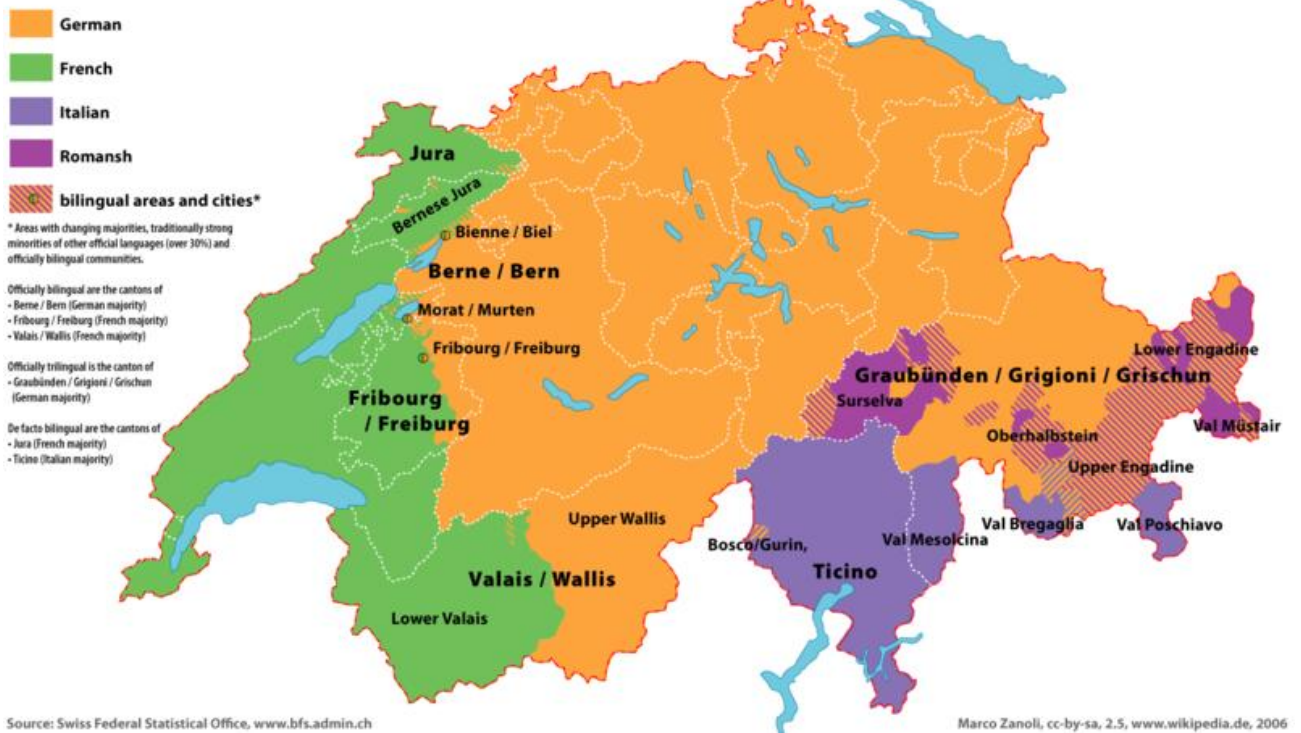 German
French
Italian
Romansh
bilingual areas and cities*
* Areas with changing majorities, traditionally strong
minorities of other official languages (over 30%) and
officially bilingual communities.
Officially bilingual are the cantons of
• Berne / Bern (German majority)
• Fribourg / Freiburg (French majority)
• Valais / Wallis (French majority)
Officially trilingual is the canton of
• Graubünden / Grigioni / Grischun
(German majority)
De facto bilingual are the cantons of
• Jura (French majority)
• Ticino (Italian majority)
Jura
Bernese Jura
Bienne / Biel
Berne / Bern
Morat / Murten
Fribourg / Freiburg
Fribourg
/ Freiburg
Lower Engadine
Graubünden / Grigioni / Grischun
Surselva
Val Müstair
Oberhalbstein
Upper Engadine
Upper Wallis
Val Bregaglia
Val Poschiavo
Bosco/Gurin,
Val Mesolcina
Ticino
Valais / Wallis
Lower Valais
Source: Swiss Federal Statistical Office, www.bfs.admin.ch
Marco Zanoli, cc-by-sa, 2.5, www.wikipedia.de, 2006